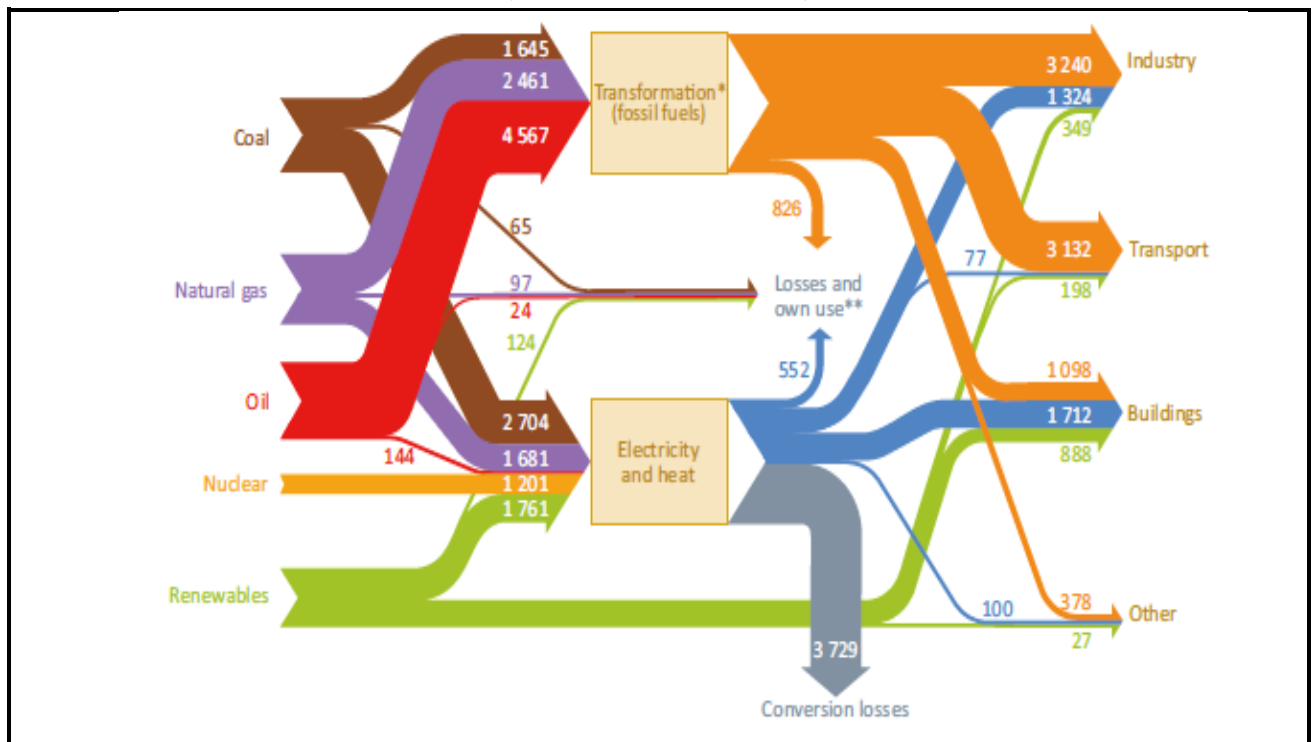 Coal
Natural gas
Oil
Nuclear
Renewables
1 645
2 461
4 567
65
97
24
124
144
2 704
1 681
1 201
1 761
Transformation*
(fossil fuels)
Electricity
and heat
826
Losses and
own use**
552
3 729
Conversion losses
3 240
1 324
349
Industry
77
3 132
198
Transport
1 098
1 712
888
Buildings
100
378
27
Other